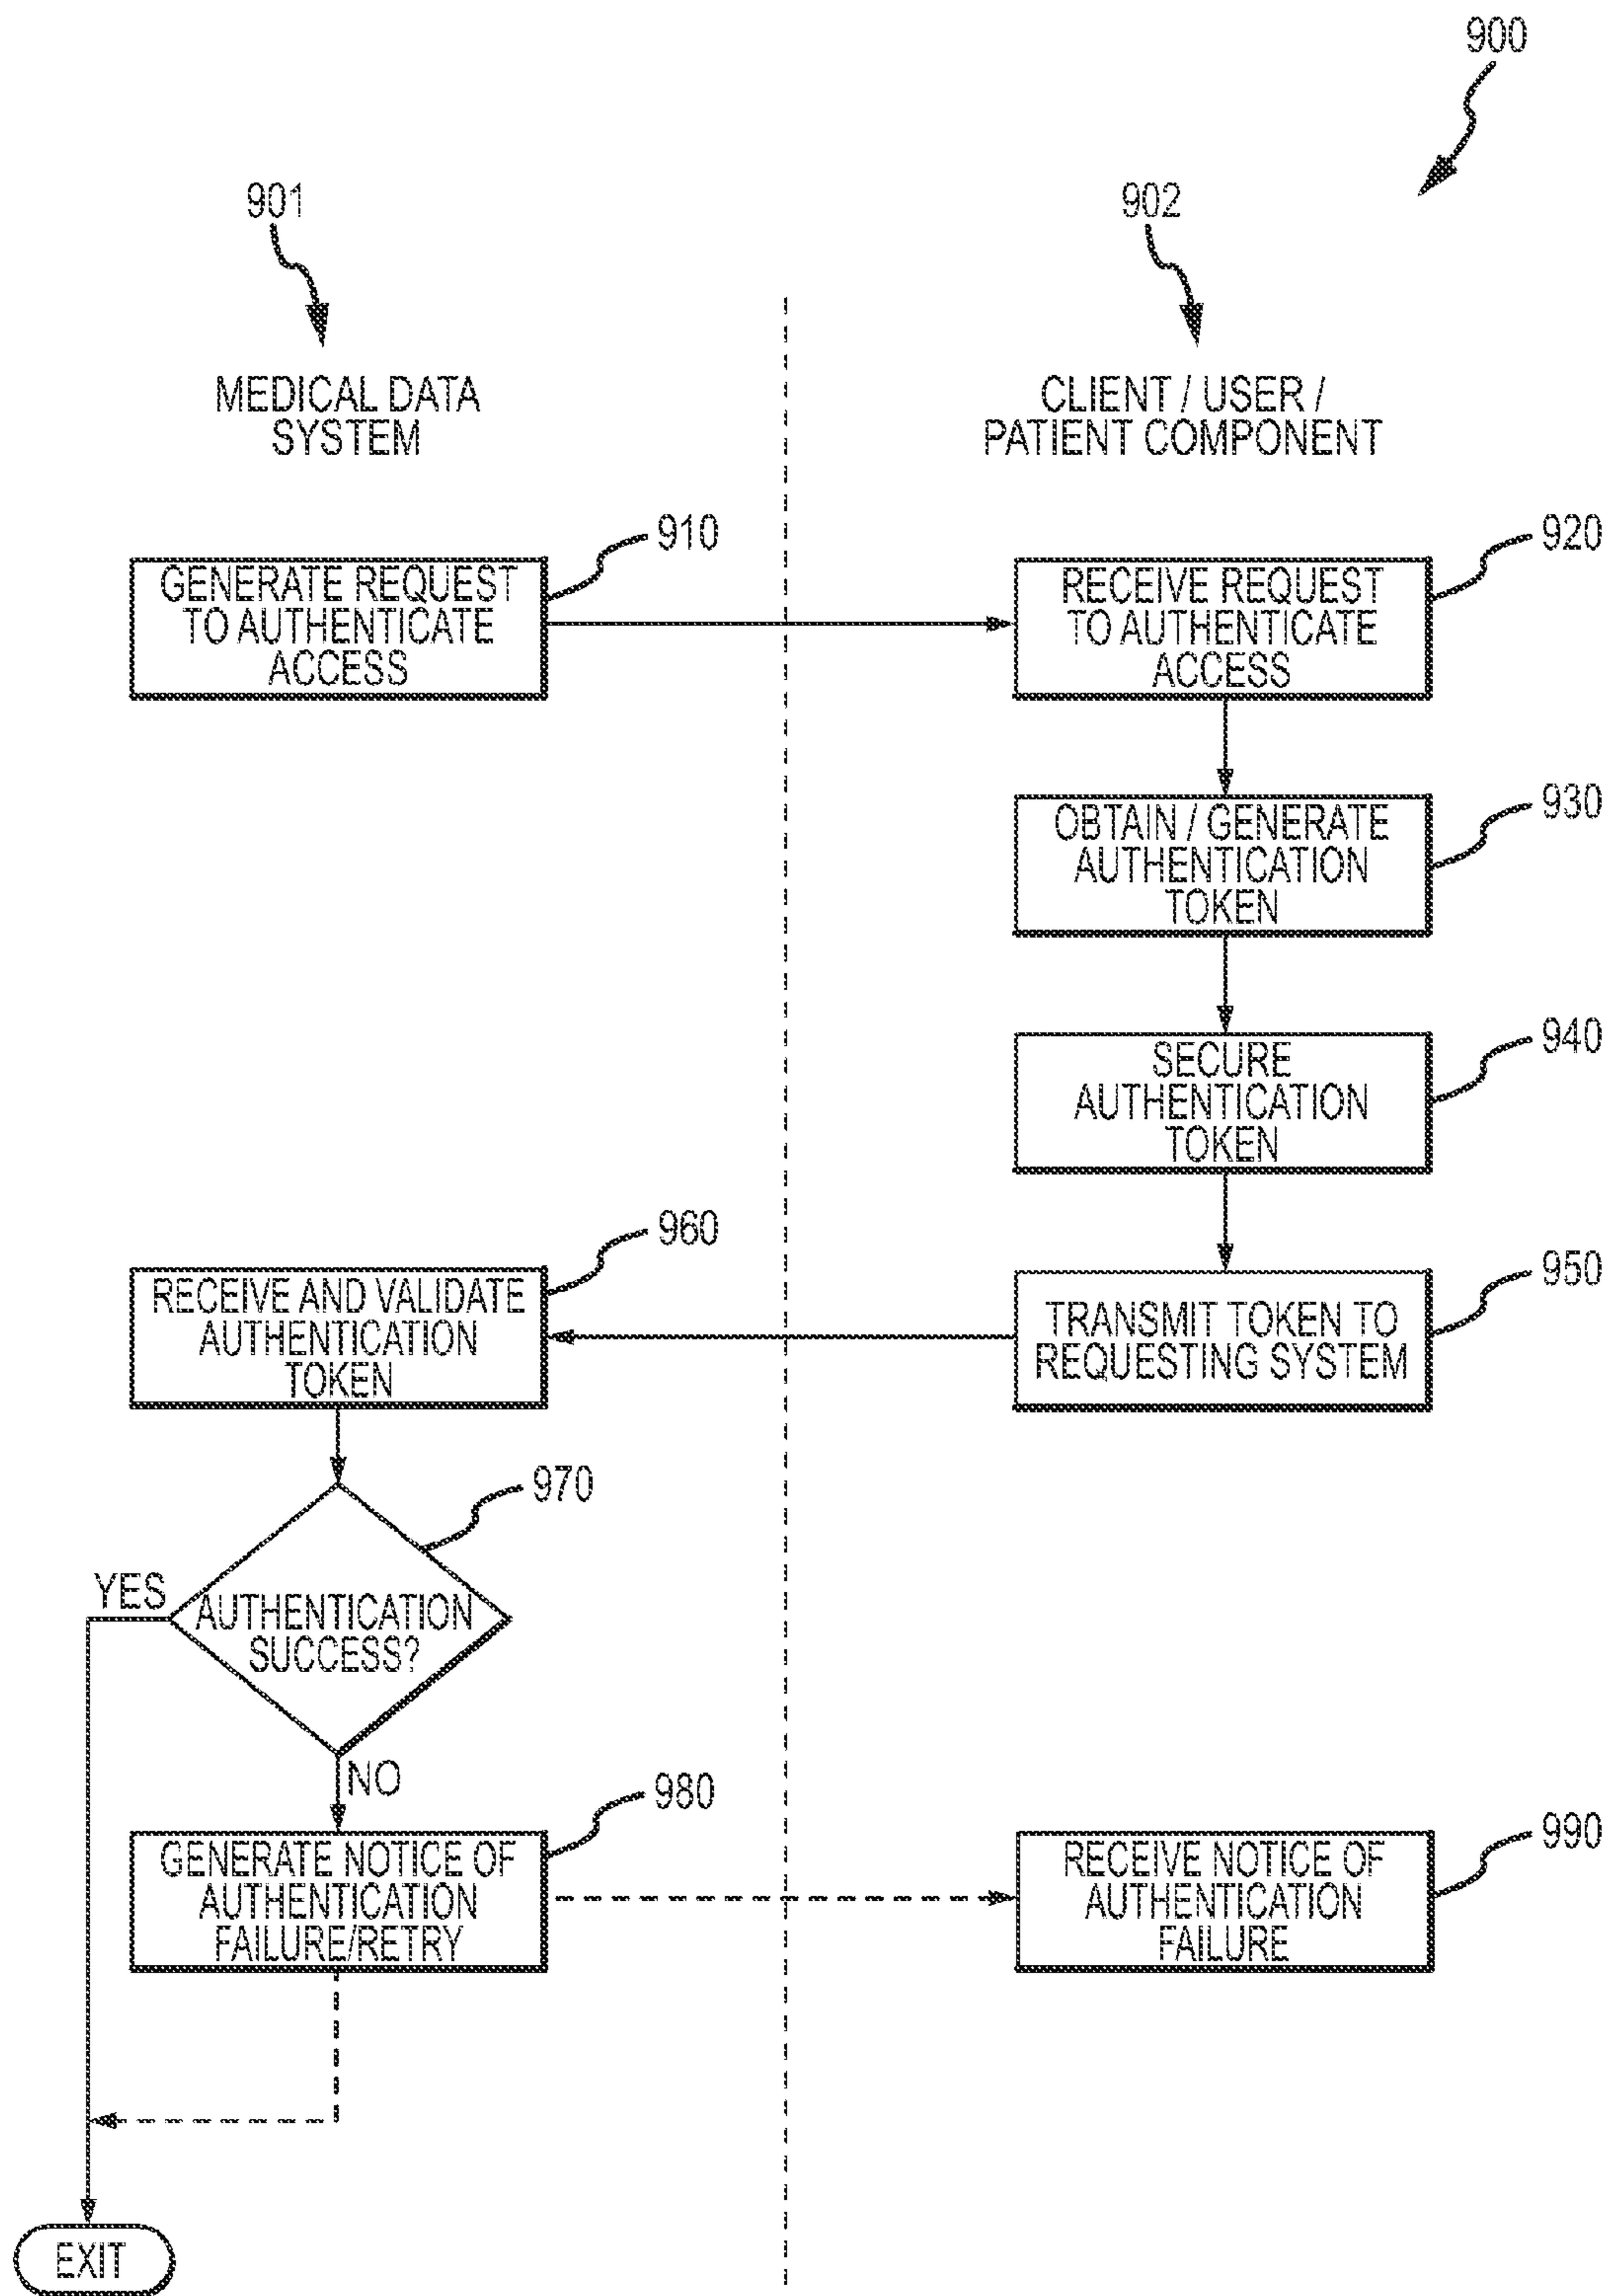 900
901
902
MEDICAL DATA
SYSTEM
CLIENT / USER /
PATIENT COMPONENT
910
GENERATE REQUEST
TO AUTHENTICATE
ACCESS
920
RECEIVE REQUEST
TO AUTHENTICATE
ACCESS
930
OBTAIN / GENERATE
AUTHENTICATION
TOKEN
940
SECURE
AUTHENTICATION
TOKEN
950
TRANSMIT TOKEN TO
REQUESTING SYSTEM
960
RECEIVE AND VALIDATE
AUTHENTICATION
TOKEN
970
YES
AUTHENTICATION
SUCCESS?
NO
980
GENERATE NOTICE OF
AUTHENTICATION
FAILURE/RETRY
990
RECEIVE NOTICE OF
AUTHENTICATION
FAILURE
EXIT